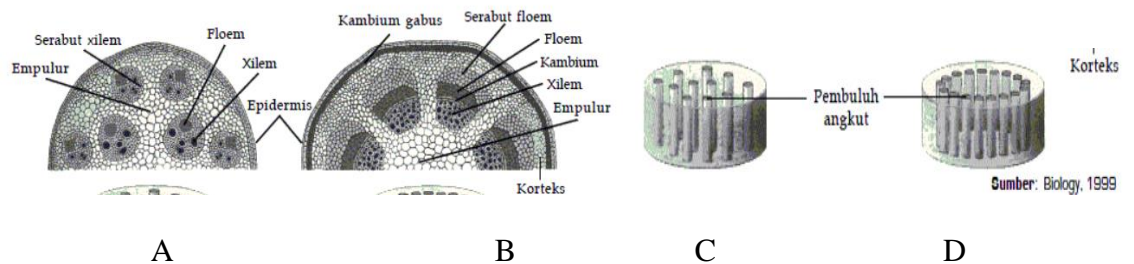 Serabut xilem
Floem
Empulur
Xilem
Epidermis
Kambium gabus
Serabut floem
Floem
Kambium
Xilem
Empulur
Korteks
Pembuluh
angkut
Korteks
Sumber: Biology, 1999
A B C D